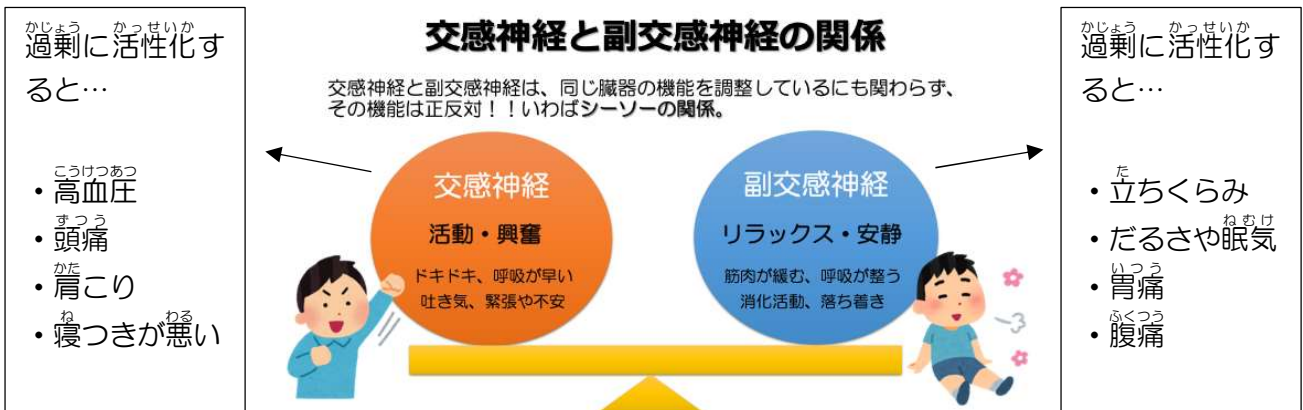 過剰に活性化す
ると…
・高血圧
・頭痛
・肩こり
・寝つきが悪い
交感神経と副交感神経の関係
交感神経と副交感神経は、同じ臓器の機能を調整しているにも関わらず、
その機能は正反対！！いわばシーソーの関係。
交感神経
活動・興奮
ドキドキ、呼吸が早い
吐き気、緊張や不安
副交感神経
リラックス・安静
筋肉が緩む、呼吸が整う
消化活動、落ち着き
過剰に活性化す
ると…
・立ちくらみ
・だるさや眠気
・胃痛
・腹痛